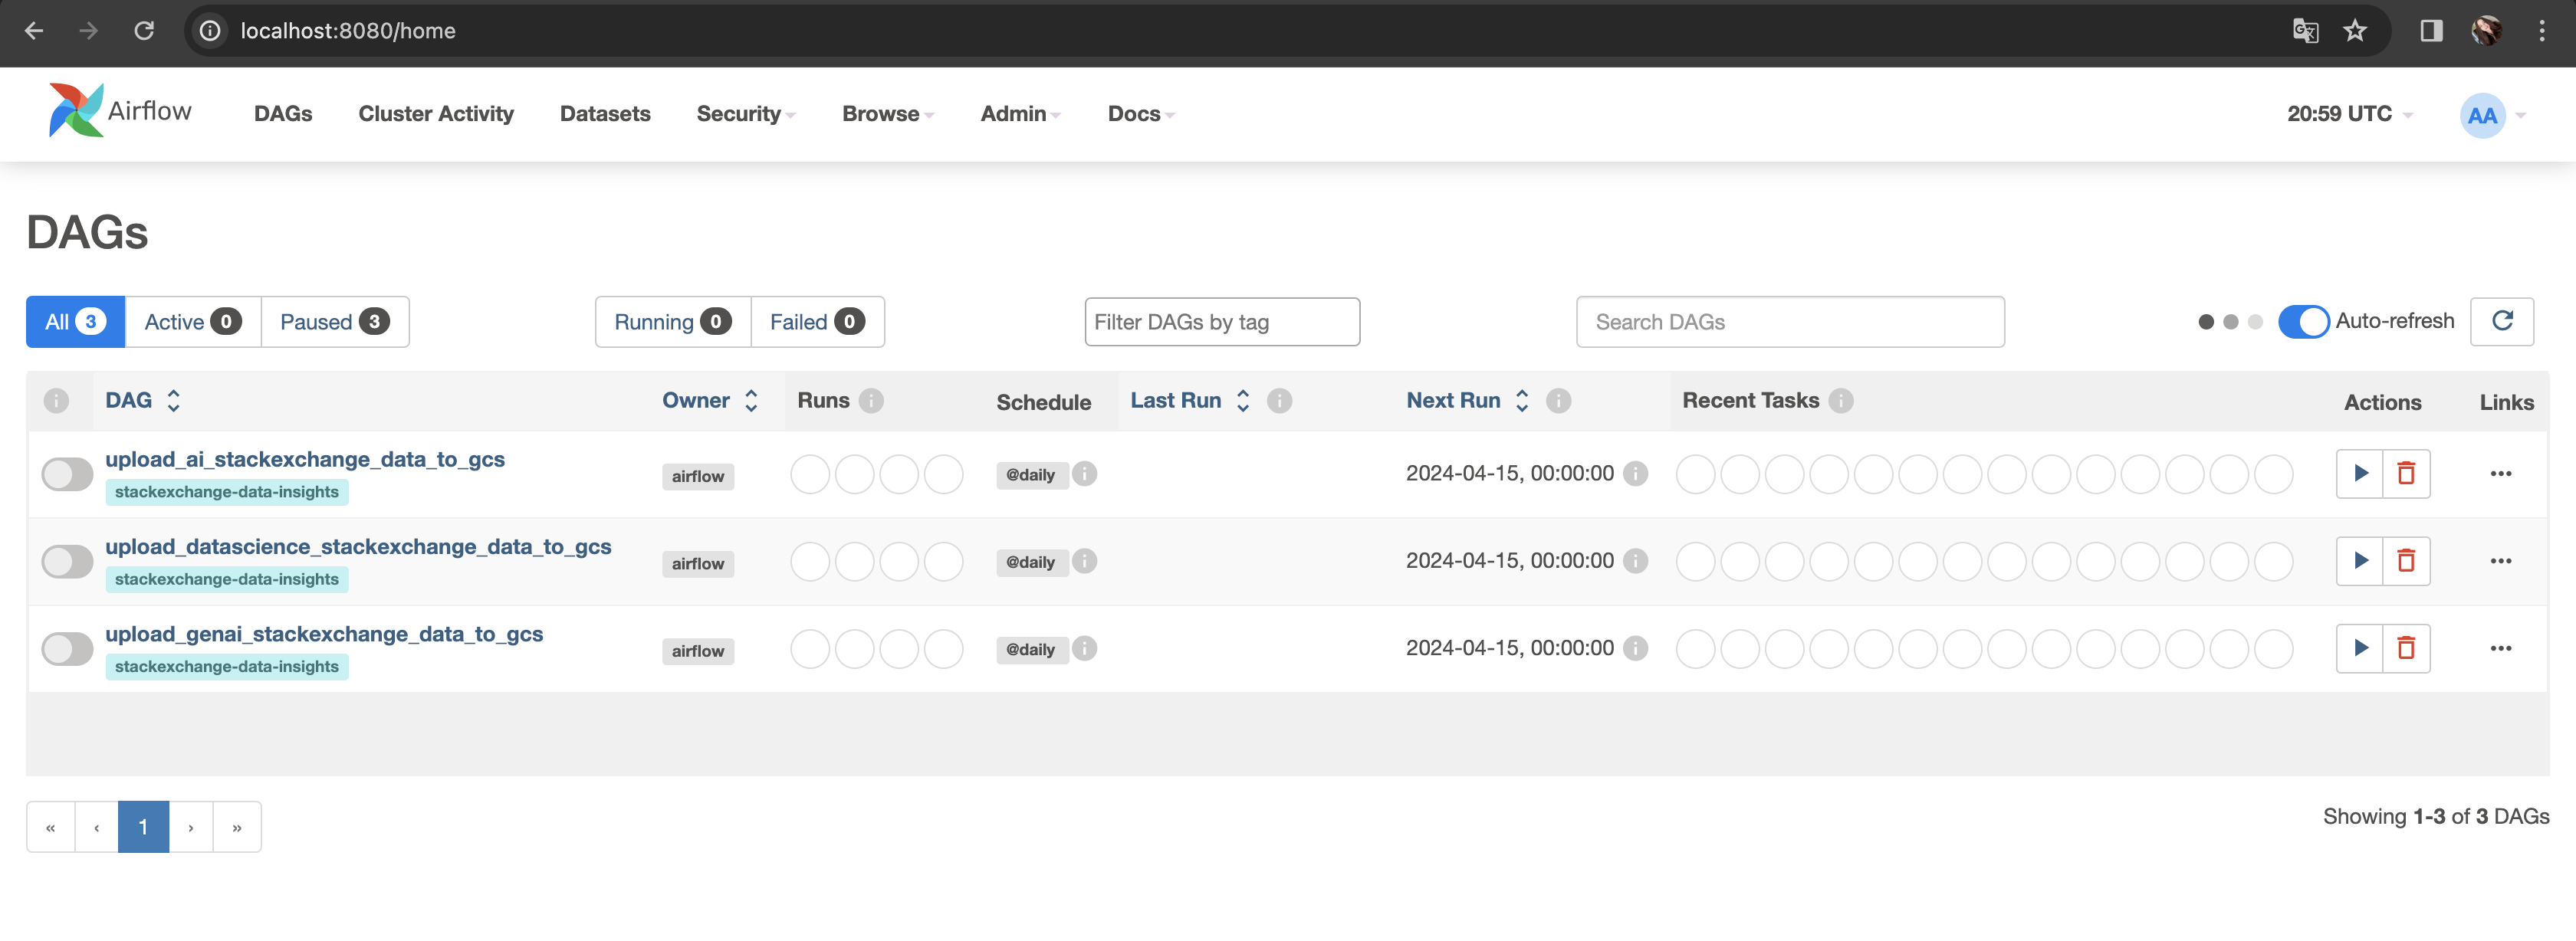 localhost:8080/home
Airflow DAGs Cluster Activity Datasets Security Browse Admin Docs 20:59 UTC AA
DAGs
All 3 Active 0 Paused 3 Running 0 Failed 0 Filter DAGs by tag Search DAGs Auto-refresh
DAG Owner Runs Schedule Last Run Next Run Recent Tasks Actions Links
upload_ai_stackexchange_data_to_gcs airflow @daily 2024-04-15, 00:00:00
stackexchange-data-insights
upload_datascience_stackexchange_data_to_gcs airflow @daily 2024-04-15, 00:00:00
stackexchange-data-insights
upload_genai_stackexchange_data_to_gcs airflow @daily 2024-04-15, 00:00:00
stackexchange-data-insights
« ‹ 1 › » Showing 1-3 of 3 DAGs